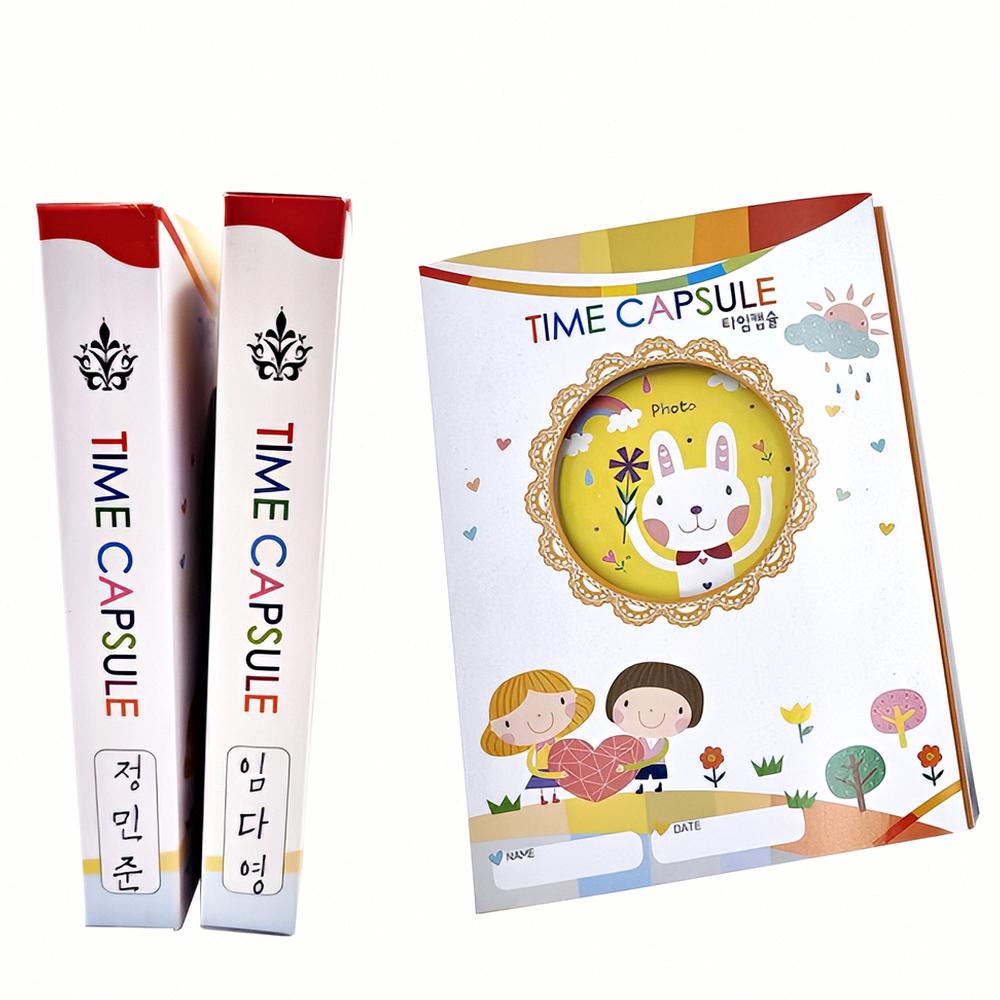 TIME CAPSULE
정민준
TIME CAPSULE
임다영
TIME CAPSULE
타임캡슐
Photo
NAME
DATE